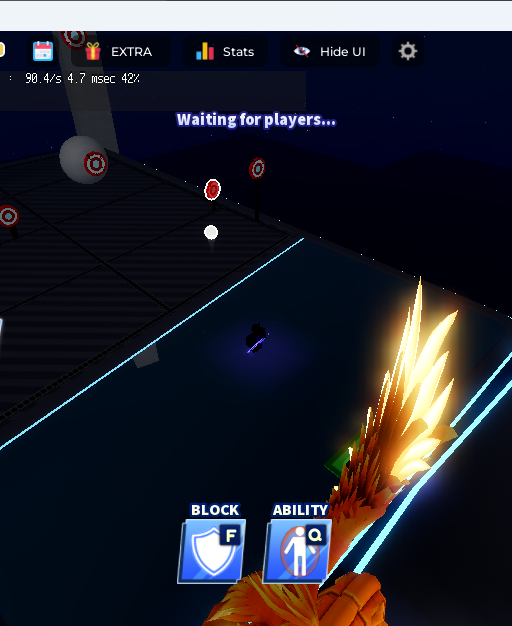 EXTRA Stats Hide UI
: 90.4/s 4.7 msec 42%
Waiting for players...
BLOCK ABILITY
F Q